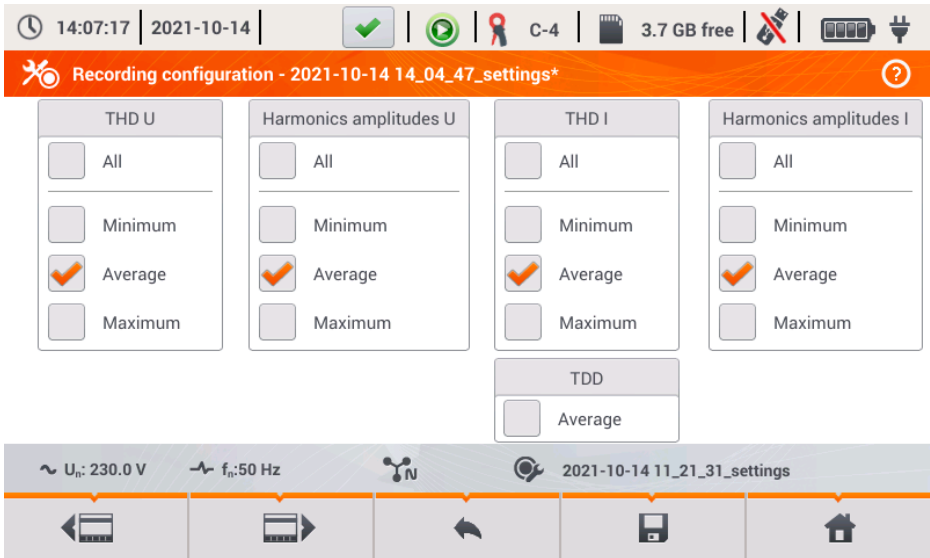 14:07:17 2021-10-14 C-4 3.7 GB free
Recording configuration - 2021-10-14 14_04_47_settings* ?
THD U Harmonics amplitudes U THD I Harmonics amplitudes I
All All All All
Minimum Minimum Minimum Minimum
Average Average Average Average
Maximum Maximum Maximum Maximum
TDD
Average
Un: 230.0 V fn:50 Hz N 2021-10-14 11_21_31_settings